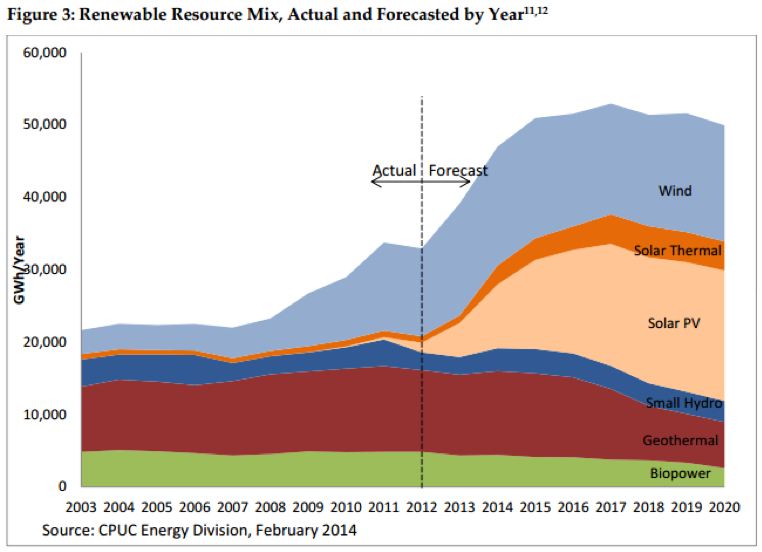 Figure 3: Renewable Resource Mix, Actual and Forecasted by Year11,12
60,000
50,000
40,000
30,000
20,000
10,000
0
GWh/Year
Actual Forecast
Wind
Solar Thermal
Solar PV
Small Hydro
Geothermal
Biopower
2003 2004 2005 2006 2007 2008 2009 2010 2011 2012 2013 2014 2015 2016 2017 2018 2019 2020
Source: CPUC Energy Division, February 2014